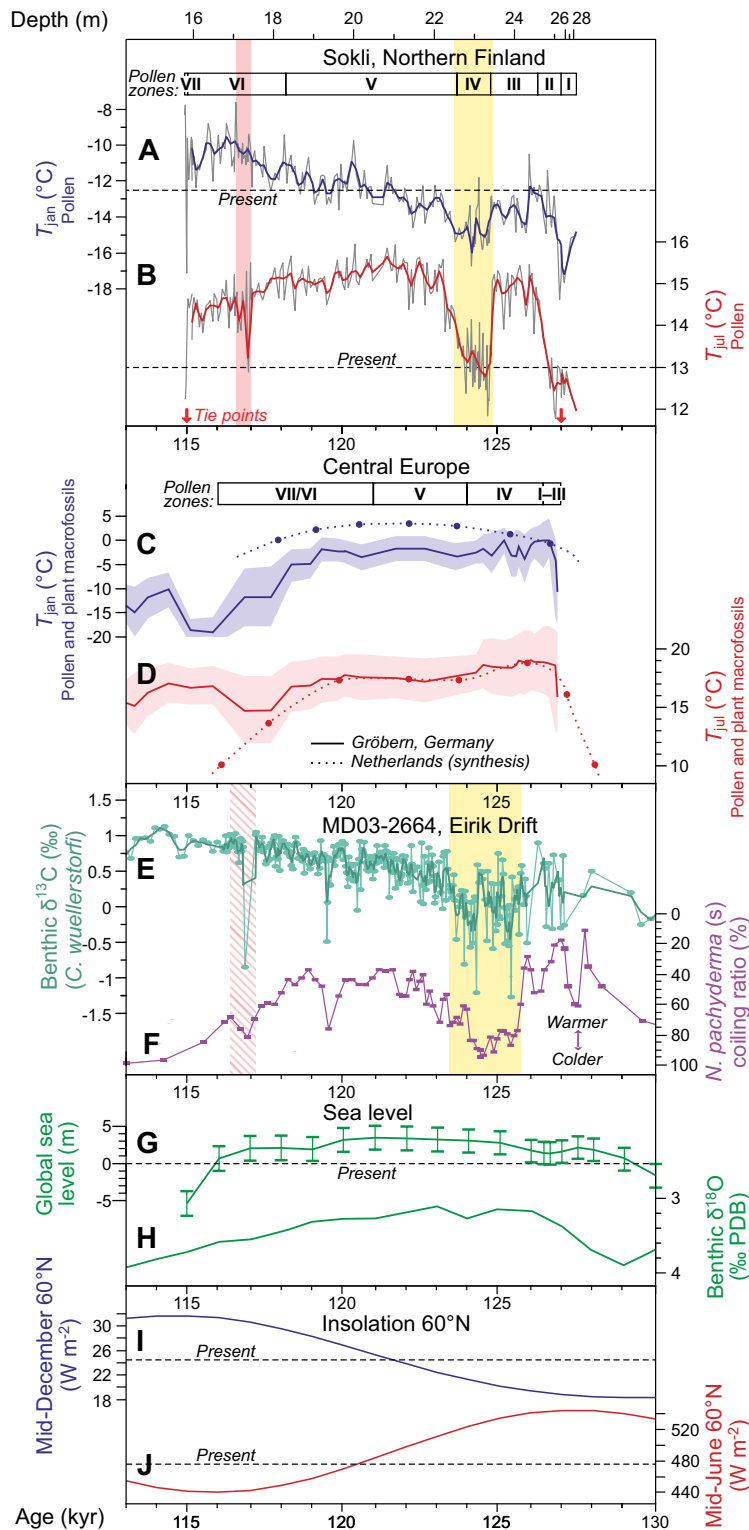 Depth (m) 16 18 20 22 24 26 28
Sokli, Northern Finland
Pollen zones: VII VI V IV III II I
A
-8
-10
-12
-14
-16
-18
Tjan (°C)
Pollen
Present
B
16
15
14
13
12
Tjul (°C)
Pollen
Present
Tie points
115 120 125
Central Europe
Pollen zones: VII/VI V IV I–III
C
5
0
-5
-10
-15
-20
Tjan (°C)
Pollen and plant macrofossils
D
20
15
10
Tjul (°C)
Pollen and plant macrofossils
Gröbern, Germany
Netherlands (synthesis)
115 120 125
MD03-2664, Eirik Drift
E
1.5
1
0.5
0
-0.5
-1
-1.5
Benthic δ13C (‰)
(C. wuellerstorfi)
F
0
20
40
60
80
100
N. pachyderma (s)
coiling ratio (%)
Warmer
Colder
115 120 125
Sea level
G
5
0
-5
Global sea
level (m)
Present
H
3
4
Benthic δ18O
(‰ PDB)
115 120 125
Insolation 60°N
I
30
26
22
18
Mid-December 60°N
(W m-2)
Present
J
520
480
440
Mid-June 60°N
(W m-2)
Present
Age (kyr) 115 120 125 130